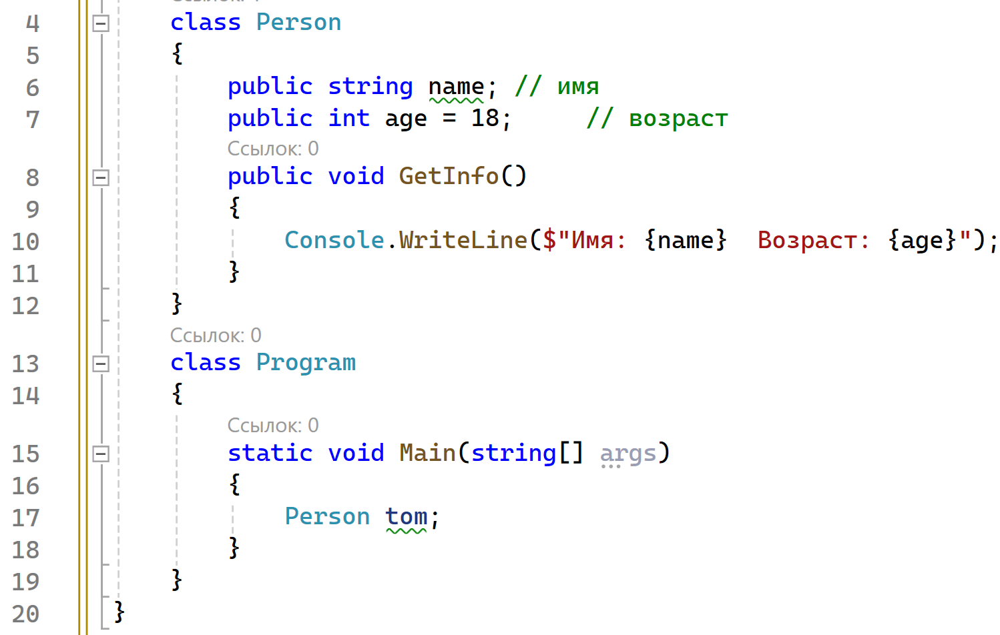 4 class Person
5 {
6 public string name; // имя
7 public int age = 18; // возраст
Ссылок: 0
8 public void GetInfo()
9 {
10 Console.WriteLine($"Имя: {name}  Возраст: {age}");
11 }
12 }
Ссылок: 0
13 class Program
14 {
Ссылок: 0
15 static void Main(string[] args)
16 {
17 Person tom;
18 }
19 }
20 }